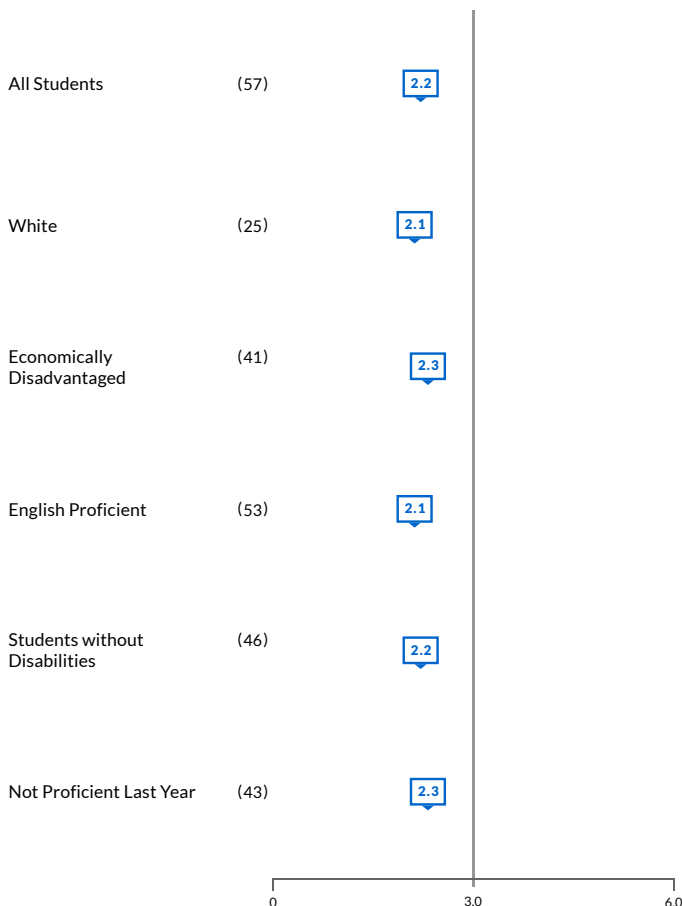 All Students (57) 2.2
White (25) 2.1
Economically (41) 2.3
Disadvantaged
English Proficient (53) 2.1
Students without (46) 2.2
Disabilities
Not Proficient Last Year (43) 2.3
0 3.0 6.0